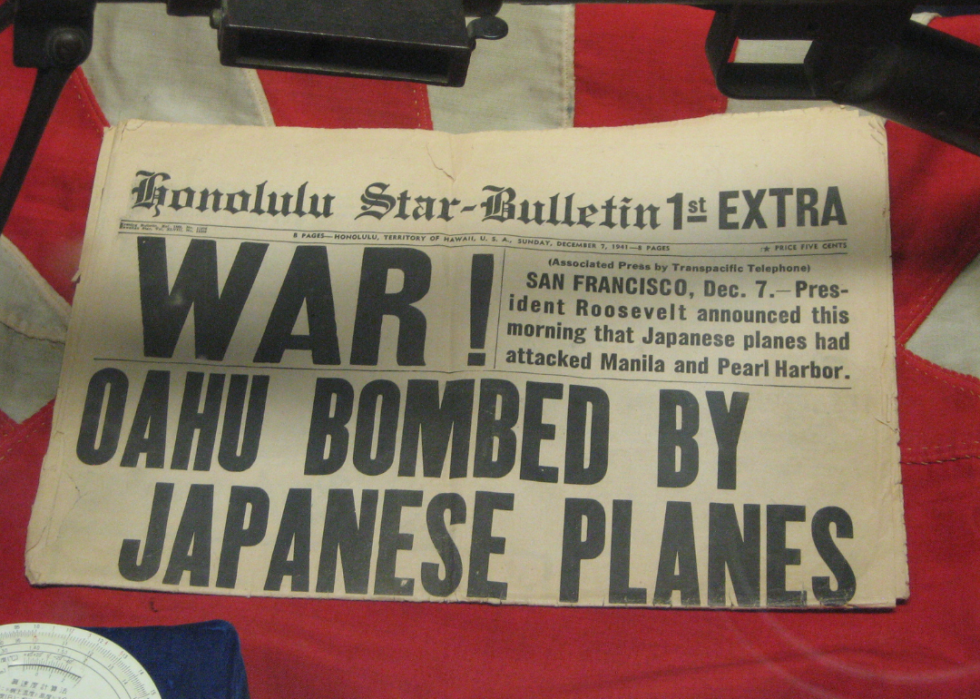 Honolulu Star-Bulletin 1st EXTRA
8 PAGES—HONOLULU, TERRITORY OF HAWAII, U. S. A., SUNDAY, DECEMBER 7, 1941—8 PAGES
★ PRICE FIVE CENTS
WAR!
(Associated Press by Transpacific Telephone)
SAN FRANCISCO, Dec. 7.—Pres-
ident Roosevelt announced this
morning that Japanese planes had
attacked Manila and Pearl Harbor.
OAHU BOMBED BY
JAPANESE PLANES